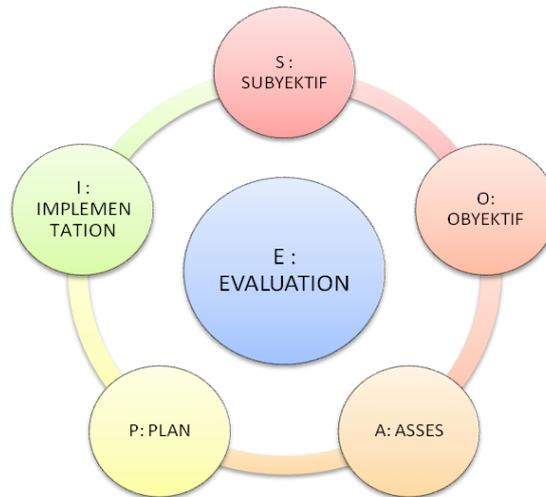 S :
SUBYEKTIF
O:
OBYEKTIF
A: ASSES
P: PLAN
I :
IMPLEMEN
TATION
E :
EVALUATION